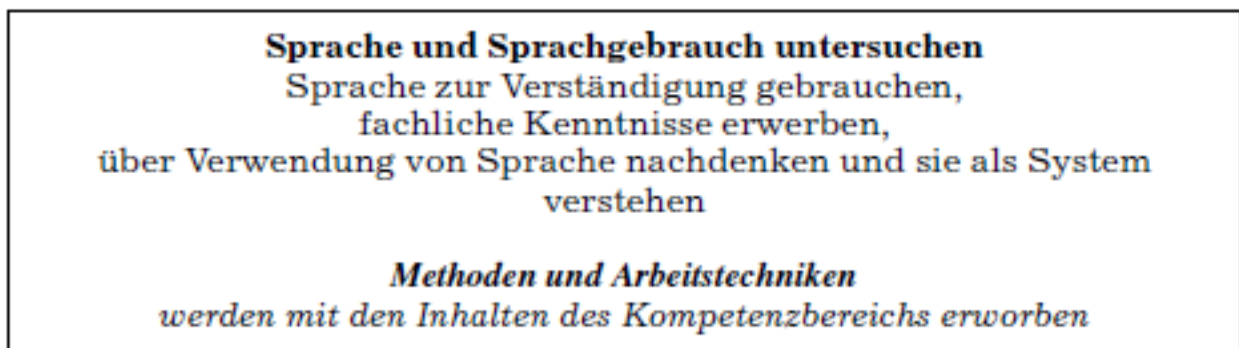 Sprache und Sprachgebrauch untersuchen
Sprache zur Verständigung gebrauchen,
fachliche Kenntnisse erwerben,
über Verwendung von Sprache nachdenken und sie als System
verstehen
Methoden und Arbeitstechniken
werden mit den Inhalten des Kompetenzbereichs erworben